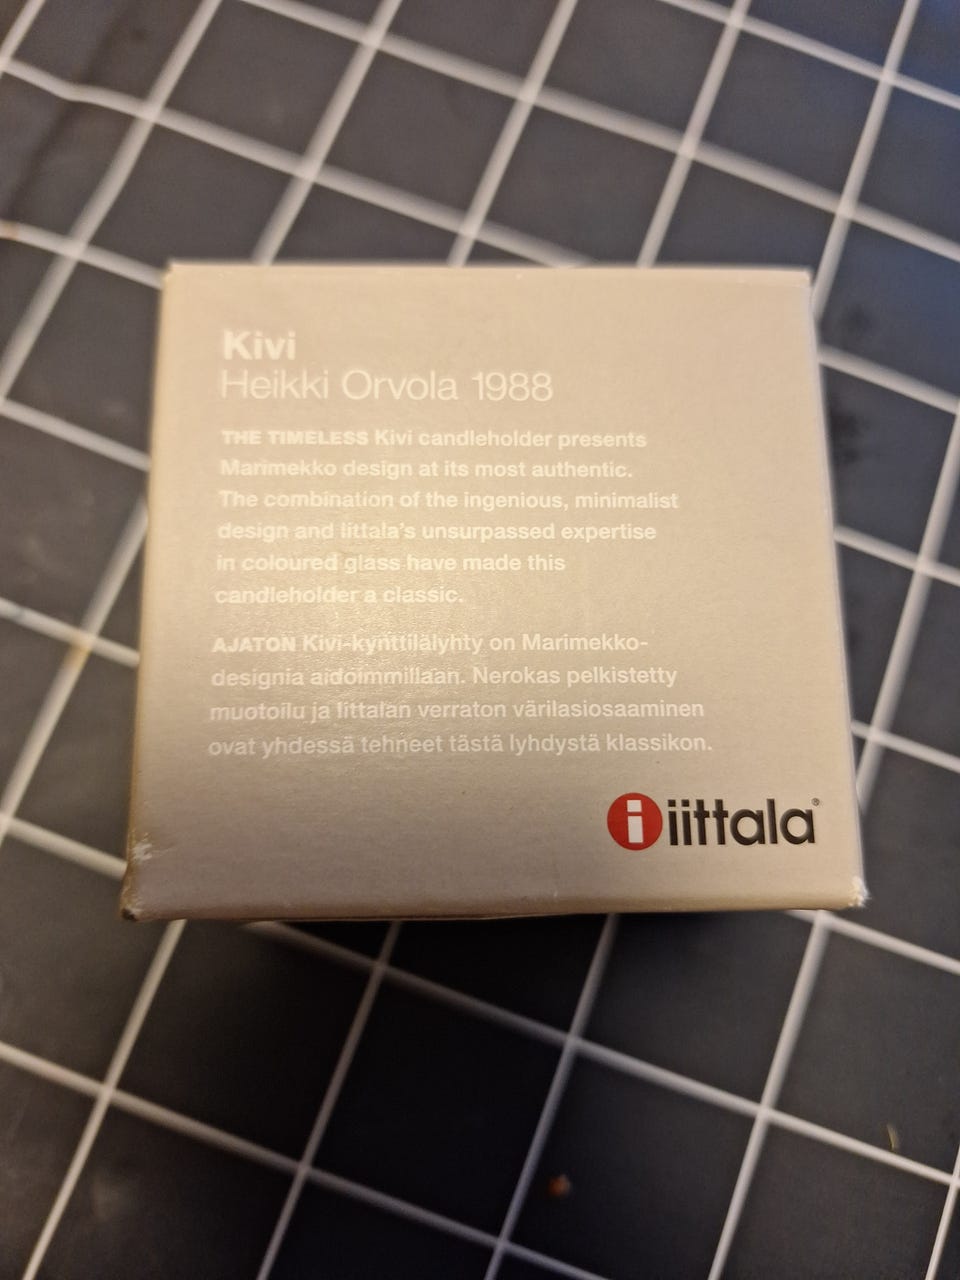 Kivi
Heikki Orvola 1988
THE TIMELESS Kivi candleholder presents
Marimekko design at its most authentic.
The combination of the ingenious, minimalist
design and Iittala's unsurpassed expertise
in coloured glass have made this
candleholder a classic.
AJATON Kivi-kynttilälyhty on Marimekko-
designia aidoimmillaan. Nerokas pelkistetty
muotoilu ja Iittalan verraton värilasiosaaminen
ovat yhdessä tehneet tästä lyhdystä klassikon.
i iittala®